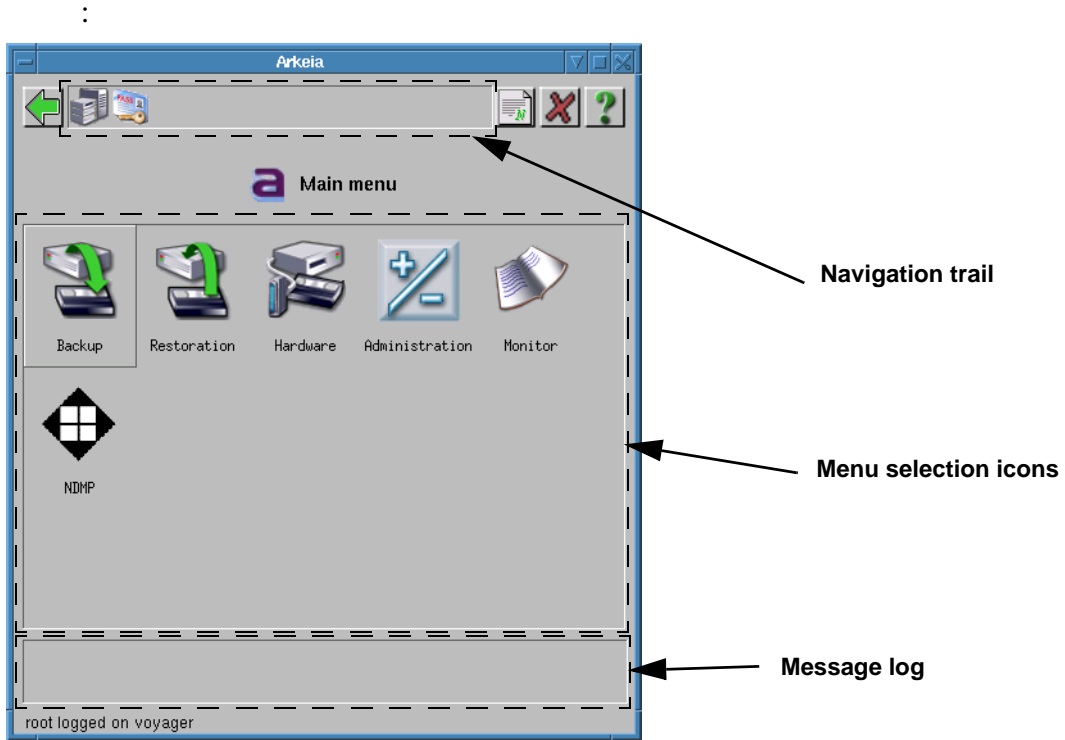 :
Arkeia
Main menu
Navigation trail
Backup Restoration Hardware Administration Monitor
Menu selection icons
NDMP
Message log
root logged on voyager